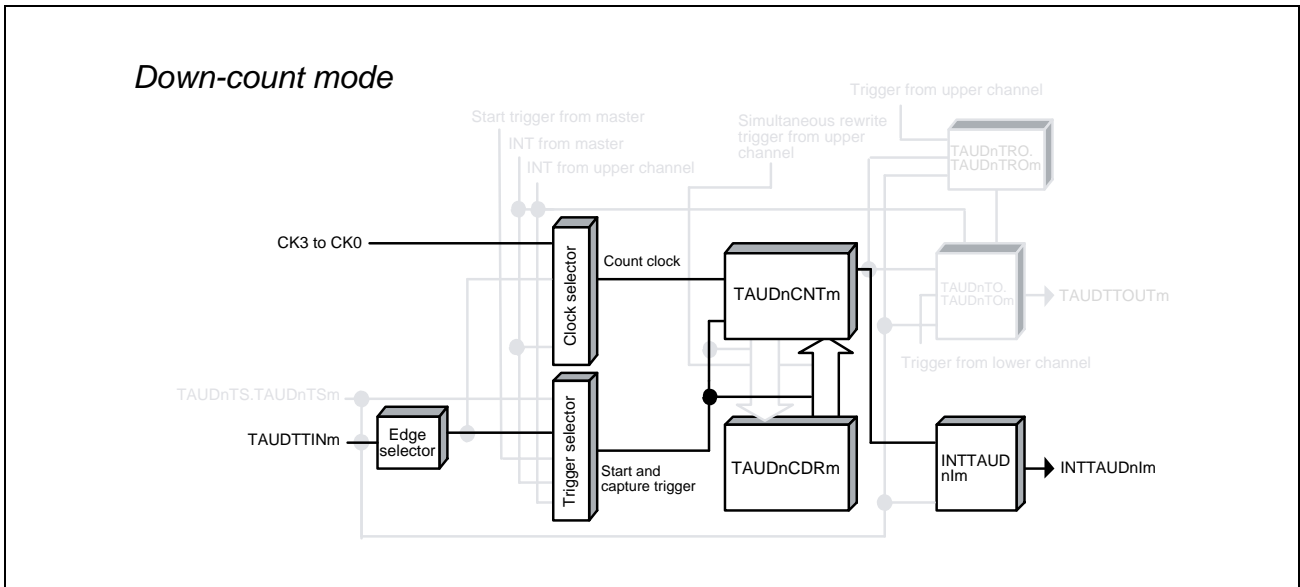 Down-count mode
Trigger from upper channel
Start trigger from master
Simultaneous rewrite
trigger from upper
channel
INT from master
INT from upper channel
TAUDnTRO.
TAUDnTROm
CK3 to CK0
Clock selector
Count clock
TAUDnCNTm
TAUDnTO.
TAUDnTOm
TAUDTTOUTm
Trigger from lower channel
TAUDnTS.TAUDnTSm
TAUDTTINm
Edge
selector
Trigger selector
Start and
capture trigger
TAUDnCDRm
INTTAUD
nIm
INTTAUDnIm